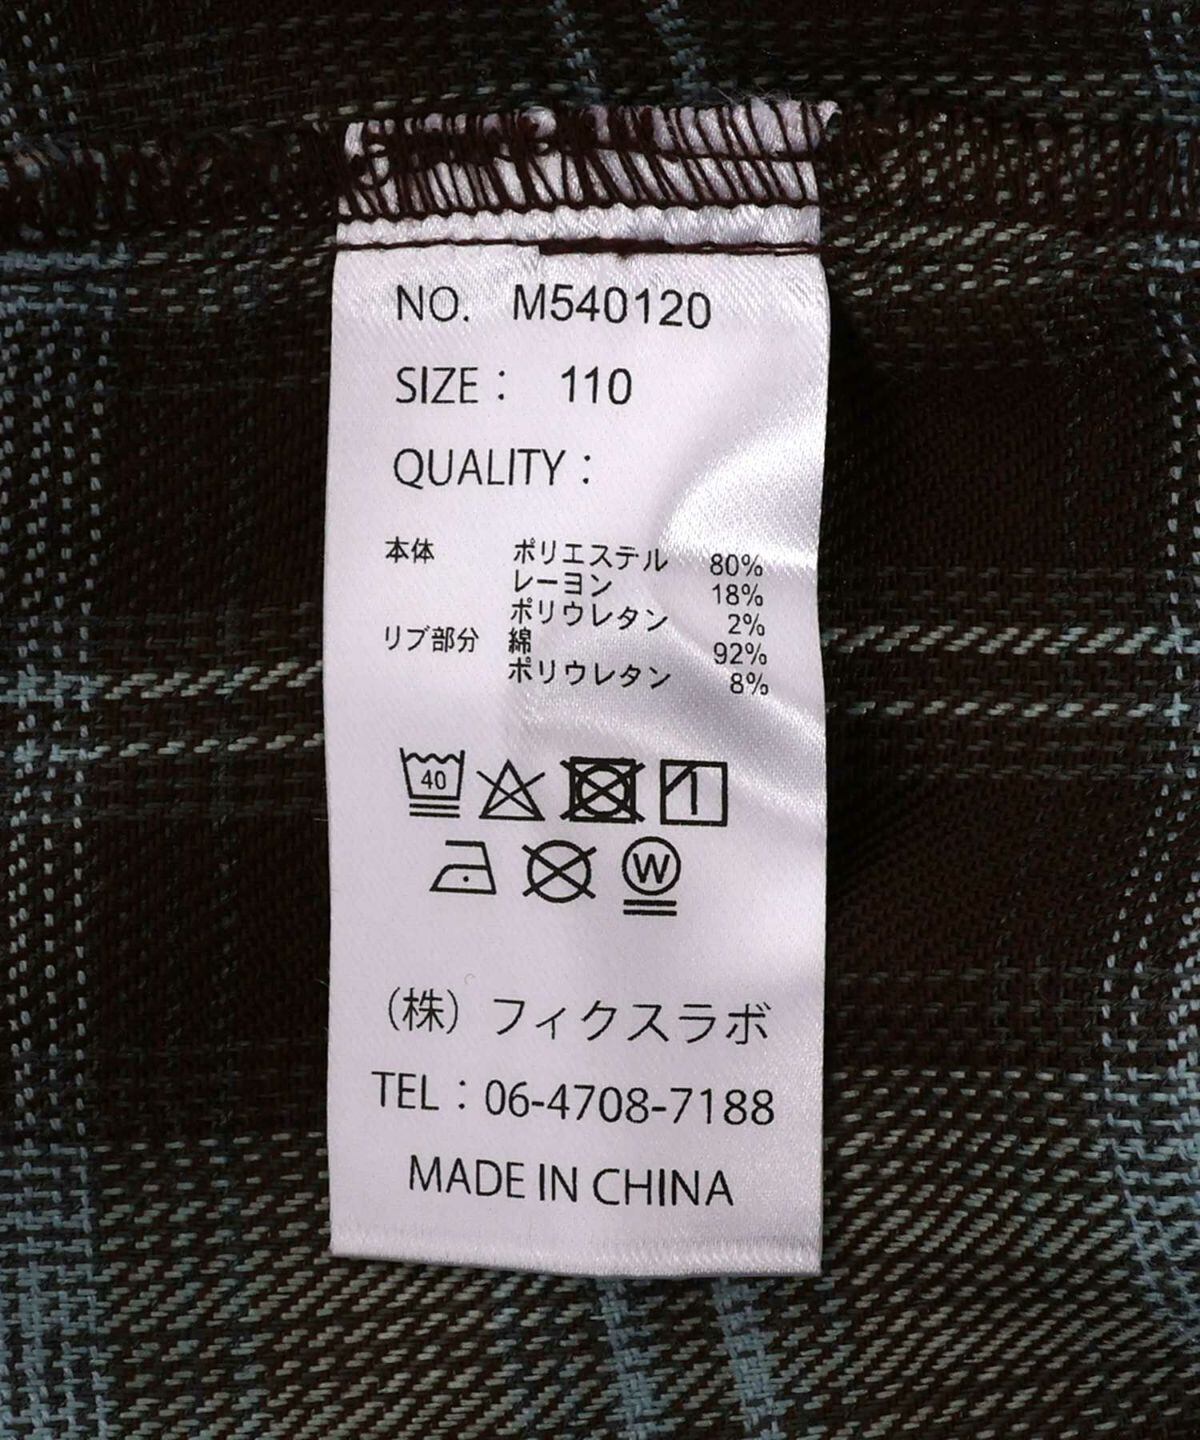 NO. M540120
SIZE： 110
QUALITY：
本体 ポリエステル 80%
レーヨン 18%
ポリウレタン 2%
リブ部分 綿 92%
ポリウレタン 8%
40
W
（株）フィクスラボ
TEL：06-4708-7188
MADE IN CHINA